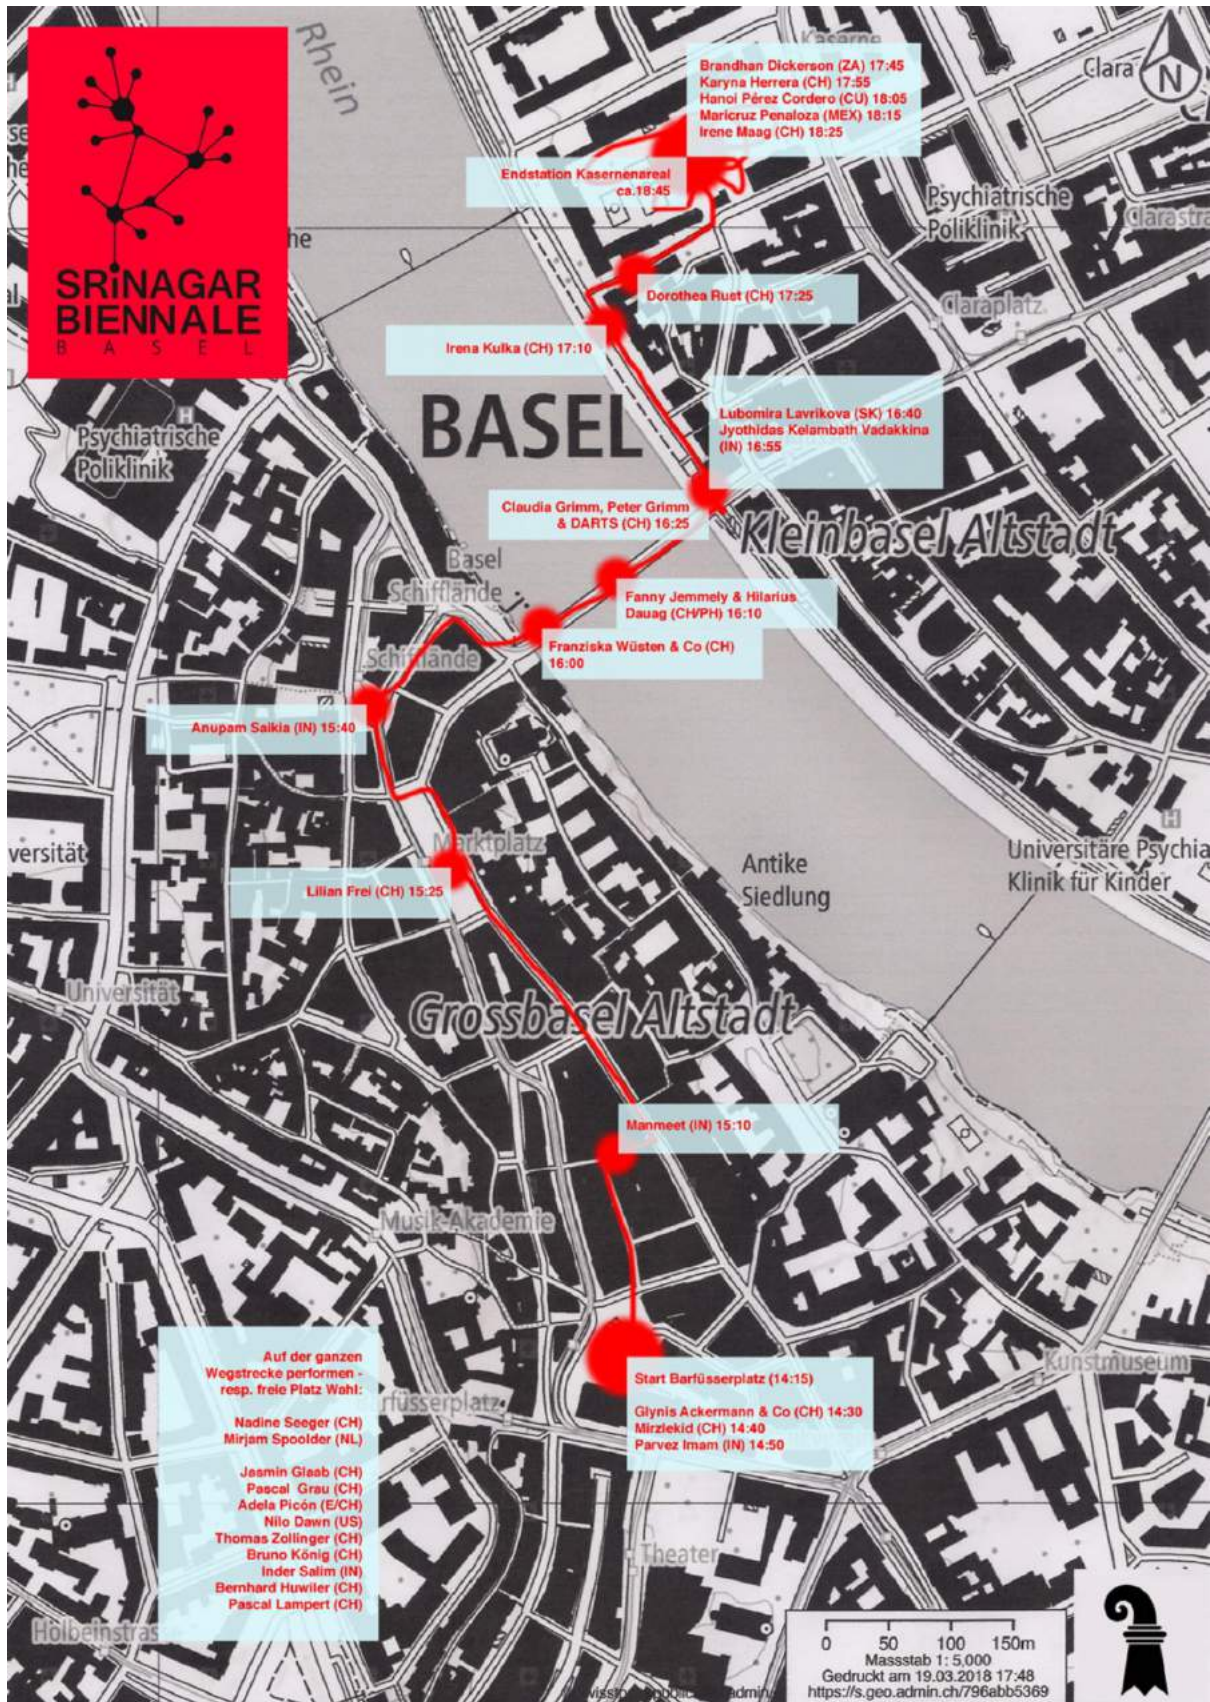 Rhein
Kaserne
Clara
N
SRiNAGAR
BIENNALE
BASEL
Brandhan Dickerson (ZA) 17:45
Karyna Herrera (CH) 17:55
Hanoi Pérez Cordero (CU) 18:05
Maricruz Penaloza (MEX) 18:15
Irene Maag (CH) 18:25
Endstation Kasernenareal
ca.18:45
Psychiatrische
Poliklinik
Clarastra
he
Dorothea Rust (CH) 17:25
Claraplatz
Irena Kulka (CH) 17:10
BASEL
H
Psychiatrische
Poliklinik
Lubomira Lavrikova (SK) 16:40
Jyothidas Kelambath Vadakkina
(IN) 16:55
Claudia Grimm, Peter Grimm
& DARTS (CH) 16:25
Kleinbasel Altstadt
Basel
Schifflände
Fanny Jemmely & Hilarius
Dauag (CH/PH) 16:10
Franziska Wüsten & Co (CH)
16:00
Schifflände
Anupam Saikia (IN) 15:40
H
Marktplatz
versität
Universitäre Psychia
Klinik für Kinder
Antike
Siedlung
Lilian Frei (CH) 15:25
Universität
Grossbasel Altstadt
Manmeet (IN) 15:10
Musik-Akademie
Kunstmuseum
Start Barfüsserplatz (14:15)
Glynis Ackermann & Co (CH) 14:30
Mirzlekid (CH) 14:40
Parvez Imam (IN) 14:50
Auf der ganzen
Wegstrecke performen -
resp. freie Platz Wahl:
arfüsserplatz
Nadine Seeger (CH)
Mirjam Spoolder (NL)
Jasmin Glaab (CH)
Pascal Grau (CH)
Adela Picón (E/CH)
Nilo Dawn (US)
Thomas Zollinger (CH)
Bruno König (CH)
Inder Salim (IN)
Bernhard Huwiler (CH)
Pascal Lampert (CH)
Theater
Holbeinstras
0 50 100 150m
Massstab 1: 5,000
Gedruckt am 19.03.2018 17:48
https://s.geo.admin.ch/796abb5369